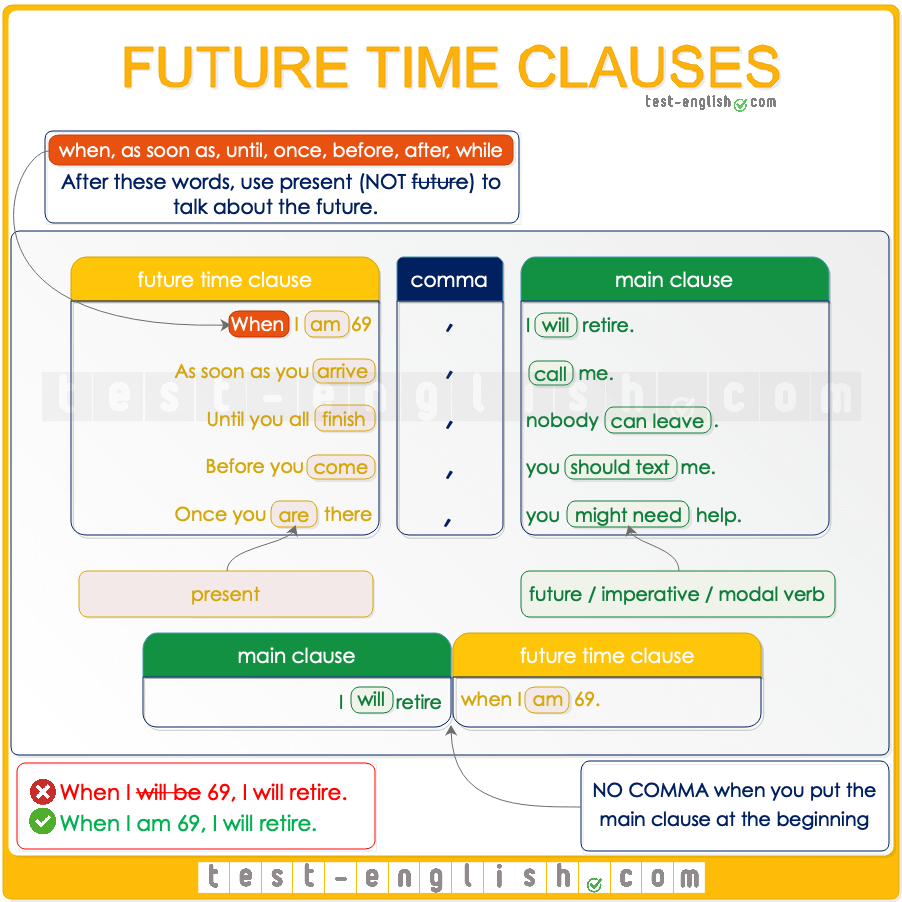 FUTURE TIME CLAUSES
test-english.com
when, as soon as, until, once, before, after, while
After these words, use present (NOT future) to
talk about the future.
future time clause comma main clause
When I am 69 , I will retire.
As soon as you arrive , call me.
test-english.com
Until you all finish , nobody can leave.
Before you come , you should text me.
Once you are there , you might need help.
present future / imperative / modal verb
main clause future time clause
I will retire when I am 69.
When I will be 69, I will retire.
When I am 69, I will retire.
NO COMMA when you put the
main clause at the beginning
test-english.com